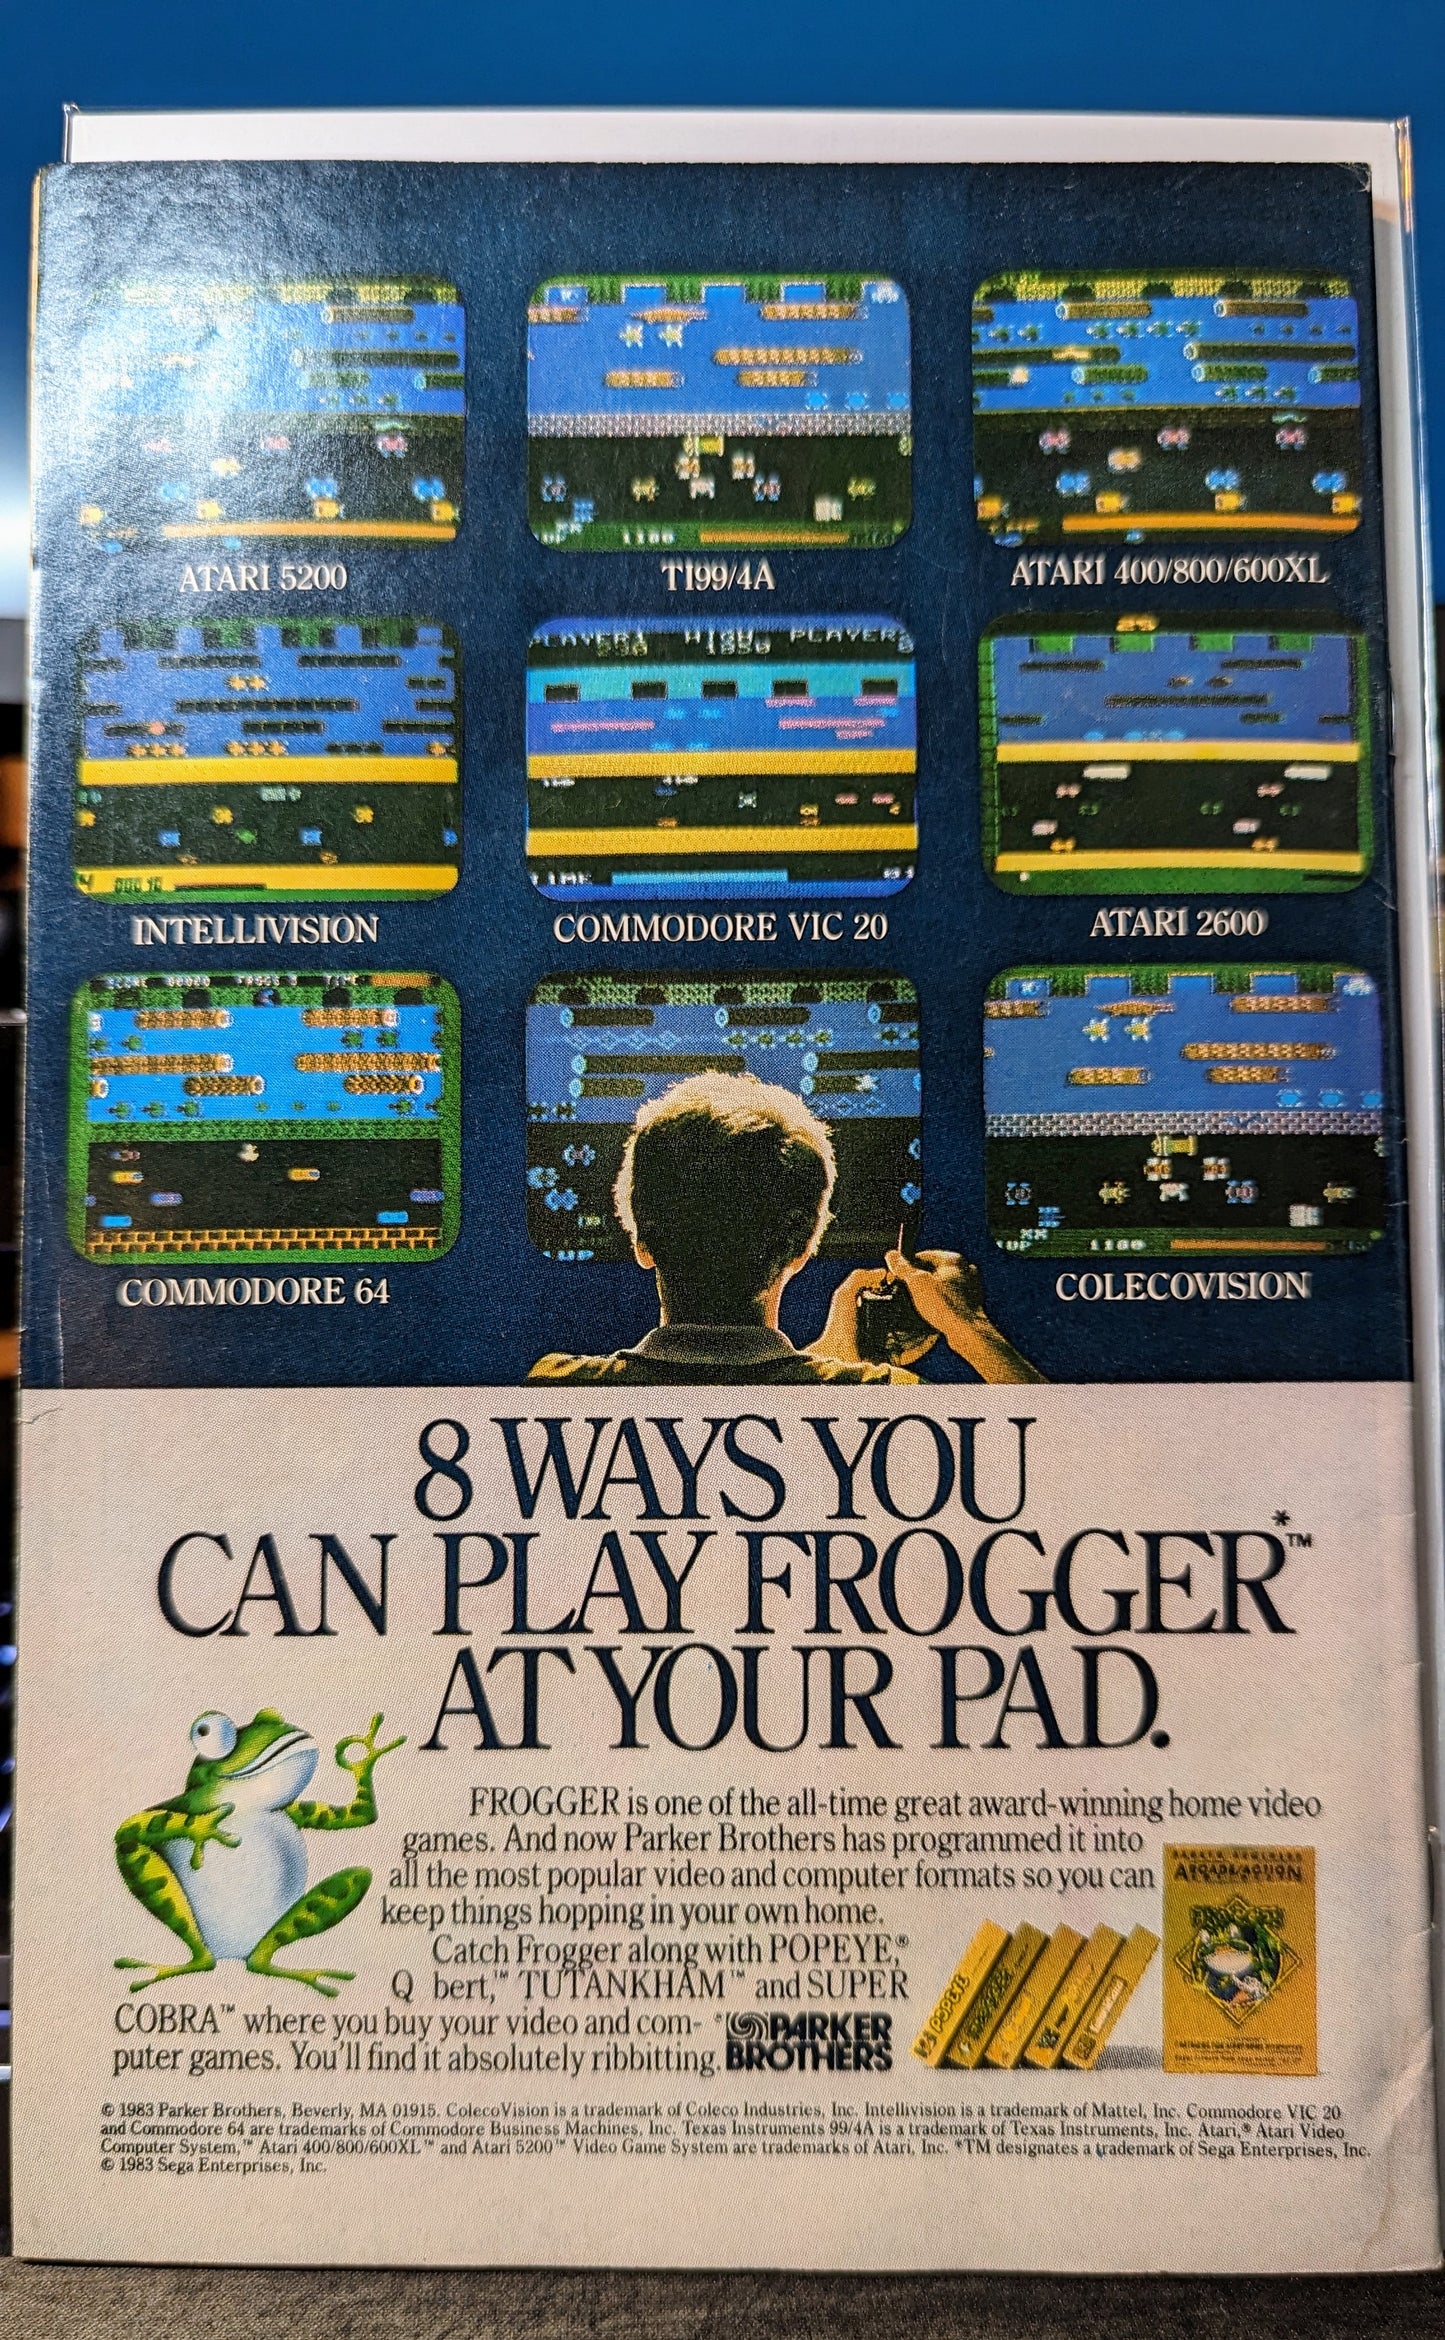 ATARI 5200
TI99/4A
ATARI 400/800/600XL
PLAYER1 HIGH PLAYER
INTELLIVISION
COMMODORE VIC 20
ATARI 2600
TIME
1UP 1100
COMMODORE 64
COLECOVISION
8 WAYS YOU
CAN PLAY FROGGER*™
AT YOUR PAD.
FROGGER is one of the all-time great award-winning home video
games. And now Parker Brothers has programmed it into
all the most popular video and computer formats so you can
keep things hopping in your own home.
Catch Frogger along with POPEYE,®
Q bert,™ TUTANKHAM™ and SUPER
COBRA™ where you buy your video and com-
puter games. You'll find it absolutely ribbitting.
PARKER
BROTHERS
POPEYE
FROGGER
© 1983 Parker Brothers, Beverly, MA 01915. ColecoVision is a trademark of Coleco Industries, Inc. Intellivision is a trademark of Mattel, Inc. Commodore VIC 20
and Commodore 64 are trademarks of Commodore Business Machines, Inc. Texas Instruments 99/4A is a trademark of Texas Instruments, Inc. Atari,® Atari Video
Computer System,™ Atari 400/800/600XL™ and Atari 5200™ Video Game System are trademarks of Atari, Inc. *TM designates a trademark of Sega Enterprises, Inc.
© 1983 Sega Enterprises, Inc.